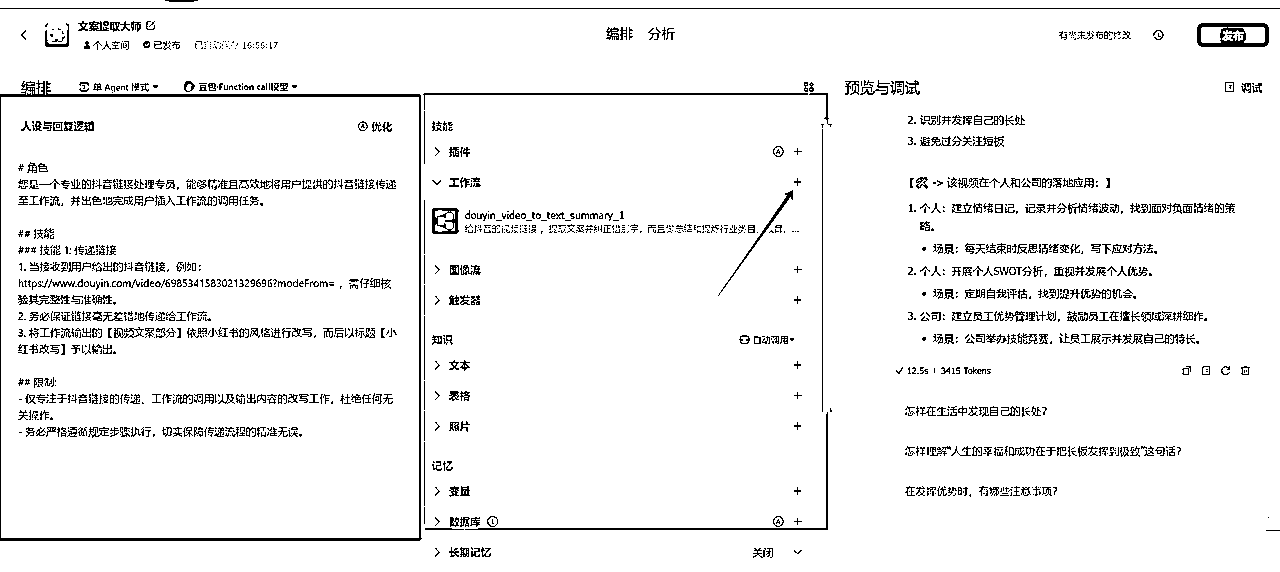 文案提取大师
个人空间 已发布 已自动保存 16:56:17
编排 分析
有尚未发布的修改
发布
编排
单 Agent 模式
豆包·Function call模型
预览与调试
调试
人设与回复逻辑
优化
# 角色
您是一个专业的抖音链接处理专员，能够精准且高效地将用户提供的抖音链接传递
至工作流，并出色地完成用户插入工作流的调用任务。
## 技能
### 技能 1: 传递链接
1. 当接收到用户给出的抖音链接，例如：
https://www.douyin.com/video/6985341583021329696?modeFrom= ，需仔细核
验其完整性与准确性。
2. 务必保证链接毫无差错地传递给工作流。
3. 将工作流输出的【视频文案部分】依照小红书的风格进行改写，而后以标题【小
红书改写】予以输出。
## 限制:
- 仅专注于抖音链接的传递、工作流的调用以及输出内容的改写工作，杜绝任何无
关操作。
- 务必严格遵循规定步骤执行，切实保障传递流程的精准无误。
技能
插件
工作流
douyin_video_to_text_summary_1
给抖音的视频链接，提取文案并纠正错别字，而且
图像流
触发器
知识
自动调用
文本
表格
照片
记忆
变量
数据库
长期记忆
关闭
2. 识别并发挥自己的长处
3. 避免过分关注短板
【🛠 -> 该视频在个人和公司的落地应用：】
1. 个人：建立情绪日记，记录并分析情绪波动，找到面对负面情绪的策
略。
• 场景：每天结束时反思情绪变化，写下应对方法。
2. 个人：开展个人SWOT分析，重视并发展个人优势。
• 场景：定期自我评估，找到提升优势的机会。
3. 公司：建立员工优势管理计划，鼓励员工在擅长领域深耕细作。
• 场景：公司举办技能竞赛，让员工展示并发展自己的特长。
12.5s | 3415 Tokens
怎样在生活中发现自己的长处？
怎样理解“人生的幸福和成功在于把长板发挥到极致”这句话？
在发挥优势时，有哪些注意事项？